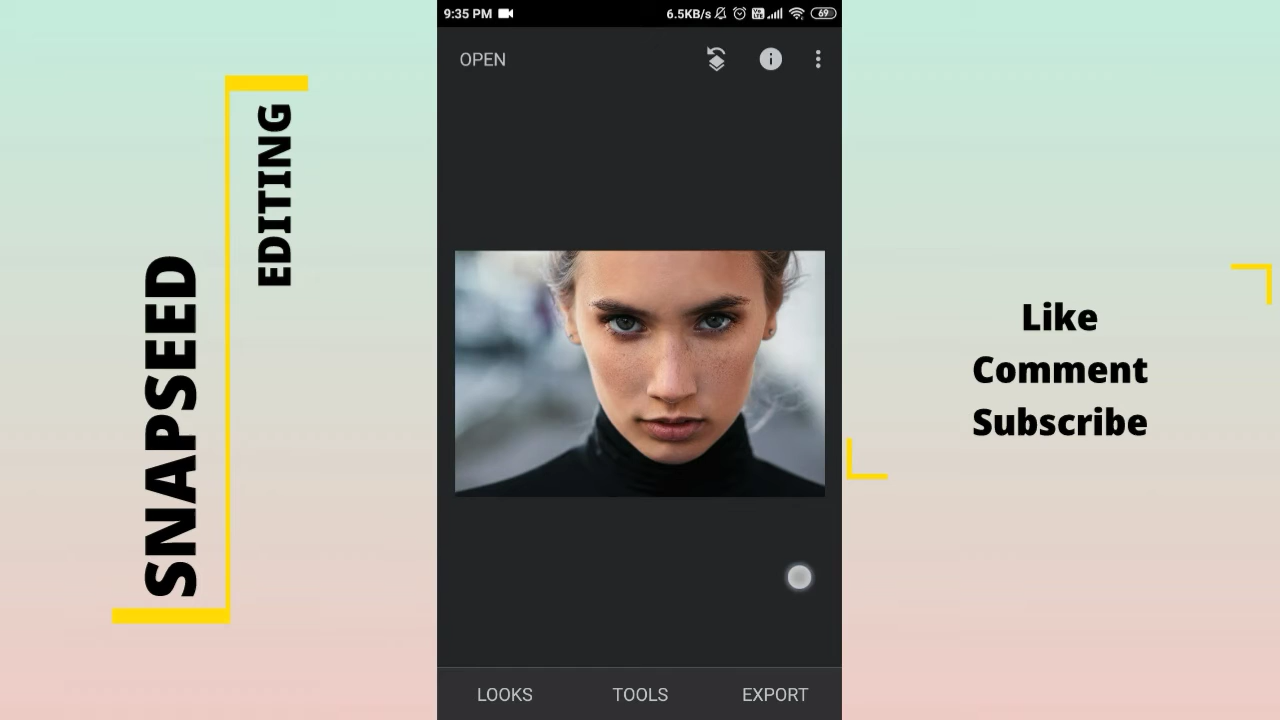 SNAPSEED
EDITING
9:35 PM
6.5KB/s
69
OPEN
LOOKS
TOOLS
EXPORT
Like
Comment
Subscribe